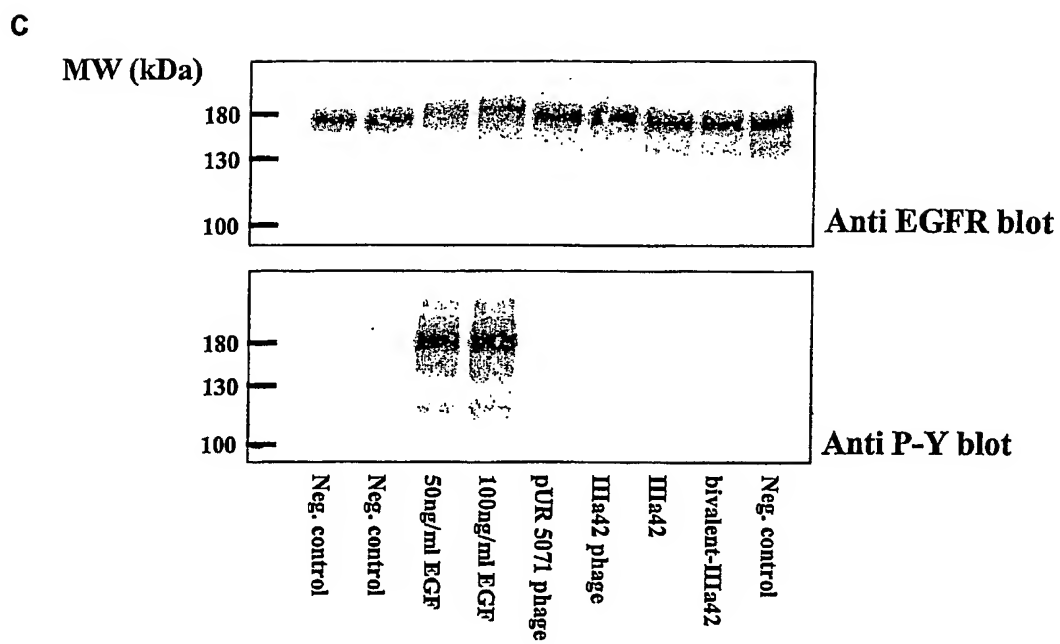 C
MW (kDa)
180
130
100
Anti EGFR blot
180
130
100
Anti P-Y blot
Neg. control
Neg. control
50ng/ml EGF
100ng/ml EGF
pUR 5071 phage
IIIa42 phage
IIIa42
bivalent-IIIa42
Neg. control